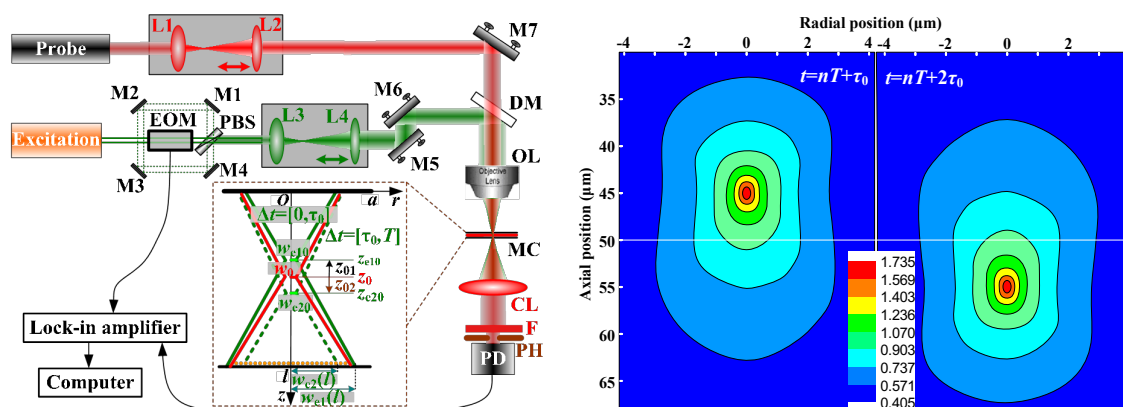 Probe
L1
L2
M7
M2
M1
M6
DM
EOM
PBS
L3
L4
Excitation
M5
OL
M3
M4
Objective
Lens
O
a
r
Δt=[0,τ0]
Δt=[τ0,T]
MC
we10
ze10
z01
w0
z0
z02
ze20
we20
CL
F
PH
PD
Lock-in amplifier
Computer
l
we2(l)
z
we1(l)
Radial position (μm)
-4 -2 0 2 4 -2 0 2
t=nT+τ0
t=nT+2τ0
Axial position (μm)
35
40
45
50
55
60
65
1.735
1.569
1.403
1.236
1.070
0.903
0.737
0.571
0.405